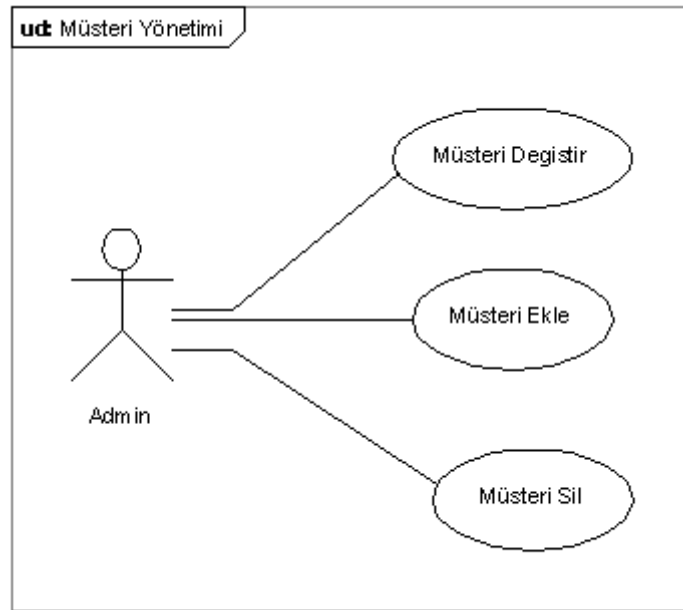 ud: Müsteri Yönetimi
Müsteri Degistir
Müsteri Ekle
Admin
Müsteri Sil